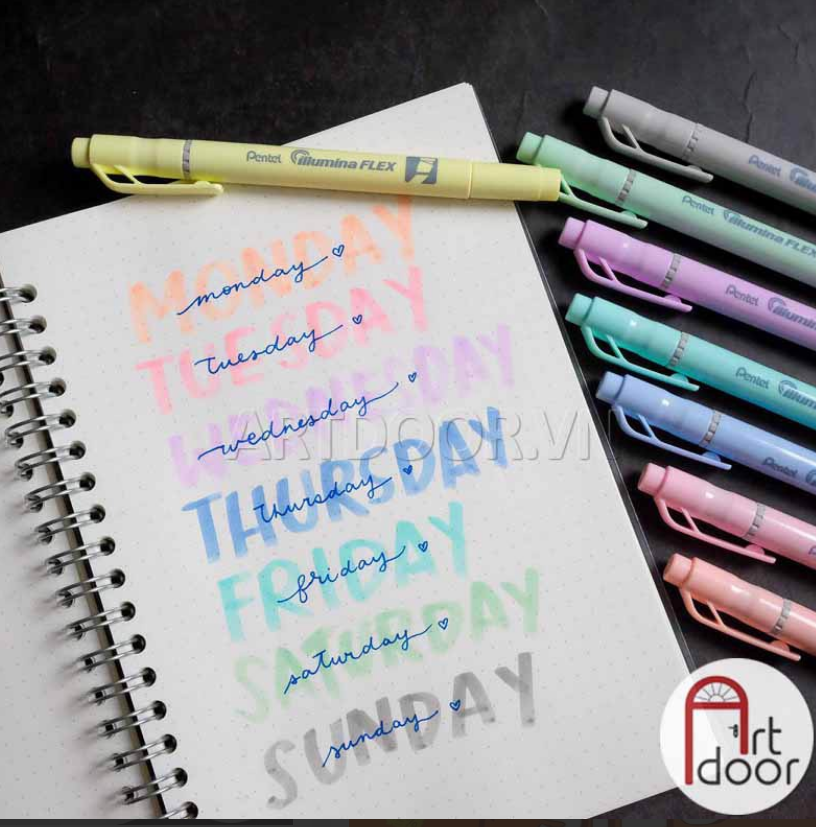 Pentel illumina FLEX
Pentel
Pentel illumina FLEX
Pentel illumina
Pentel
Pentel
MONDAY
monday
TUESDAY
tuesday
WEDNESDAY
wednesday
ARTDOOR.VN
THURSDAY
thursday
FRIDAY
friday
SATURDAY
saturday
SUNDAY
sunday
Art
door